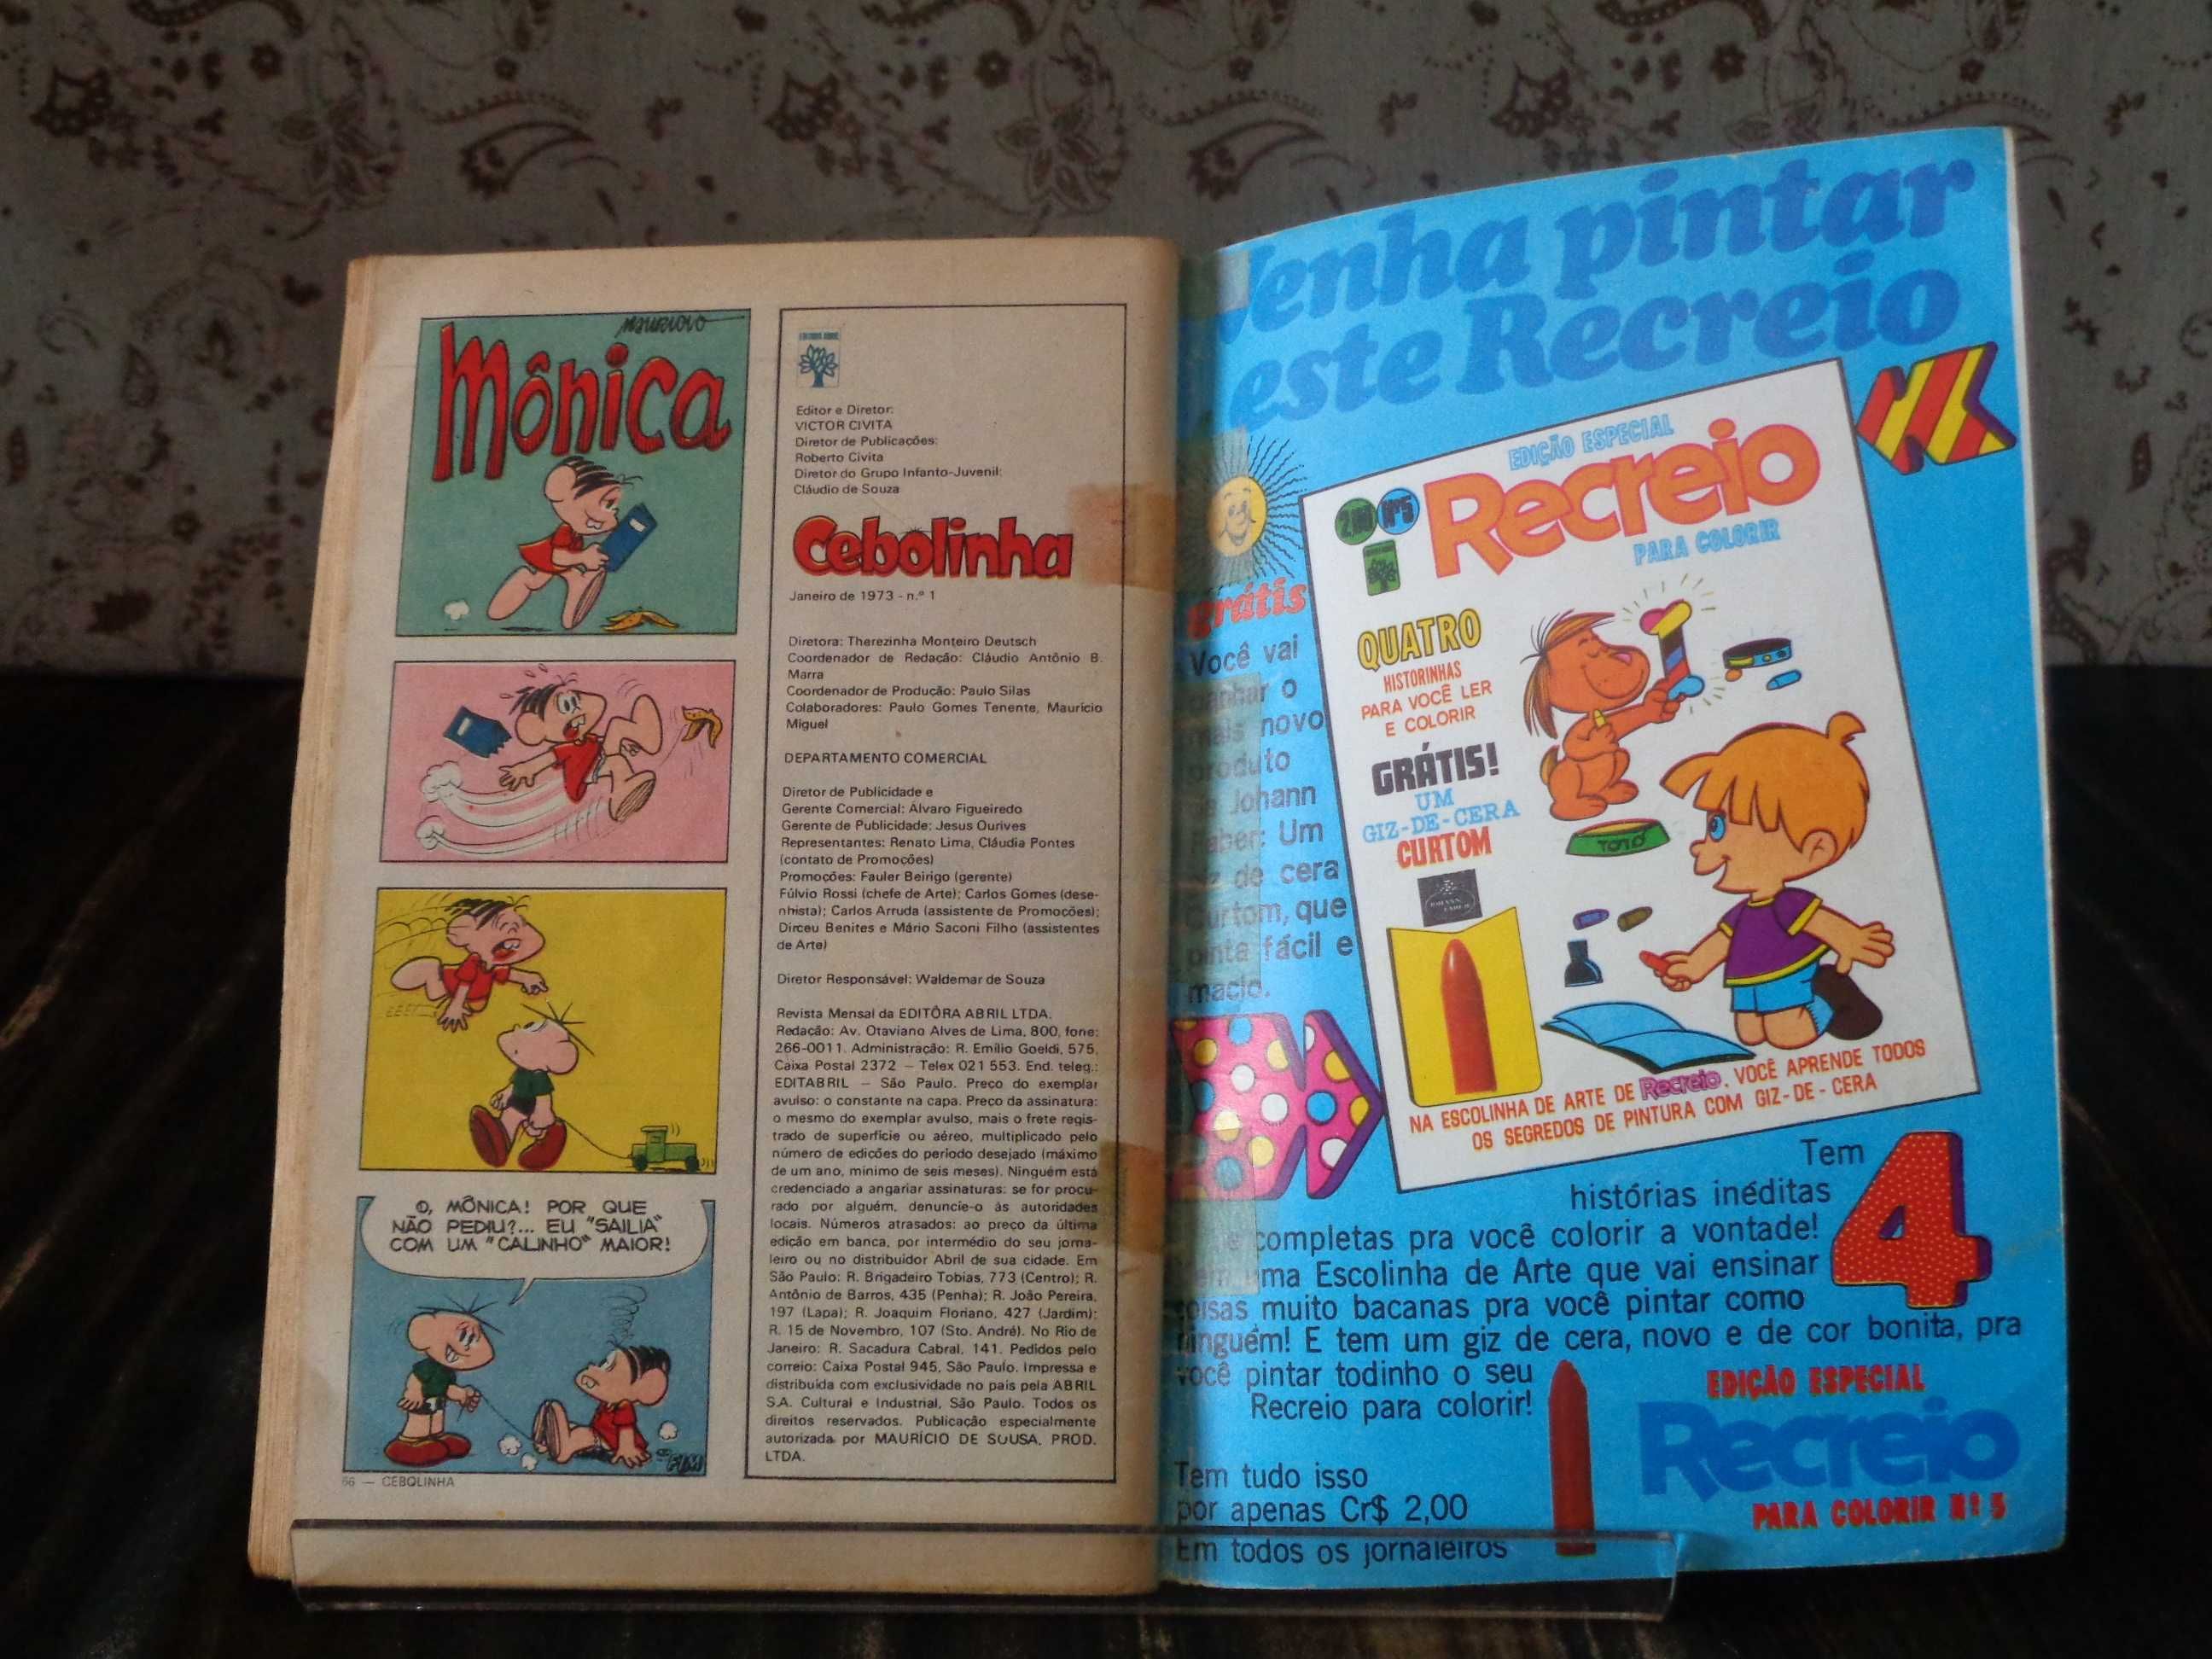 MAURICIO
Mônica
O, MÔNICA! POR QUE
NÃO PEDIU?... EU "SAILIA"
COM UM "CALINHO" MAIOR!
FIM
66 — CEBOLINHA
Editor e Diretor:
VICTOR CIVITA
Diretor de Publicações:
Roberto Civita
Diretor do Grupo Infanto-Juvenil:
Cláudio de Souza
Cebolinha
Janeiro de 1973 - n.º 1
Diretora: Therezinha Monteiro Deutsch
Coordenador de Redação: Cláudio Antônio B.
Marra
Coordenador de Produção: Paulo Silas
Colaboradores: Paulo Gomes Tenente, Maurício
Miguel
DEPARTAMENTO COMERCIAL
Diretor de Publicidade e
Gerente Comercial: Álvaro Figueiredo
Gerente de Publicidade: Jesus Ourives
Representantes: Renato Lima, Cláudia Pontes
(contato de Promoções)
Promoções: Fauler Beirigo (gerente)
Fúlvio Rossi (chefe de Arte); Carlos Gomes (dese-
nhista); Carlos Arruda (assistente de Promoções);
Dirceu Benites e Mário Saconi Filho (assistentes
de Arte)
Diretor Responsável: Waldemar de Souza
Revista Mensal da EDITÔRA ABRIL LTDA.
Redação: Av. Otaviano Alves de Lima, 800, fone:
266-0011. Administração: R. Emílio Goeldi, 575,
Caixa Postal 2372 — Telex 021 553. End. teleg.:
EDITABRIL — São Paulo. Preço do exemplar
avulso: o constante na capa. Preço da assinatura:
o mesmo do exemplar avulso, mais o frete regis-
trado de superfície ou aéreo, multiplicado pelo
número de edições do período desejado (máximo
de um ano, mínimo de seis meses). Ninguém está
credenciado a angariar assinaturas: se for procu-
rado por alguém, denuncie-o às autoridades
locais. Números atrasados: ao preço da última
edição em banca, por intermédio do seu jorna-
leiro ou no distribuidor Abril de sua cidade. Em
São Paulo: R. Brigadeiro Tobias, 773 (Centro); R.
Antônio de Barros, 435 (Penha); R. João Pereira,
197 (Lapa); R. Joaquim Floriano, 427 (Jardim);
R. 15 de Novembro, 107 (Sto. André). No Rio de
Janeiro: R. Sacadura Cabral, 141. Pedidos pelo
correio: Caixa Postal 945, São Paulo. Impressa e
distribuída com exclusividade no país pela ABRIL
S.A. Cultural e Industrial, São Paulo. Todos os
direitos reservados. Publicação especialmente
autorizada por MAURÍCIO DE SOUSA, PROD.
LTDA.
Venha pintar
este Recreio
grátis
Você vai
ganhar o
mais novo
produto
Johann
Faber: Um
de cera
Curtom, que
pinta fácil e
macio.
EDIÇÃO ESPECIAL
2,00 Nº5
Recreio
PARA COLORIR
QUATRO
HISTORINHAS
PARA VOCÊ LER
E COLORIR
GRÁTIS!
UM
GIZ-DE-CERA
CURTOM
JOHANN FABER
TOTÓ
NA ESCOLINHA DE ARTE DE Recreio, VOCÊ APRENDE TODOS
OS SEGREDOS DE PINTURA COM GIZ-DE-CERA
Tem 4
histórias inéditas
e completas pra você colorir a vontade!
Tem uma Escolinha de Arte que vai ensinar
coisas muito bacanas pra você pintar como
ninguém! E tem um giz de cera, novo e de cor bonita, pra
você pintar todinho o seu
Recreio para colorir!
Tem tudo isso
por apenas Cr$ 2,00
Em todos os jornaleiros
EDIÇÃO ESPECIAL
Recreio
PARA COLORIR Nº 5